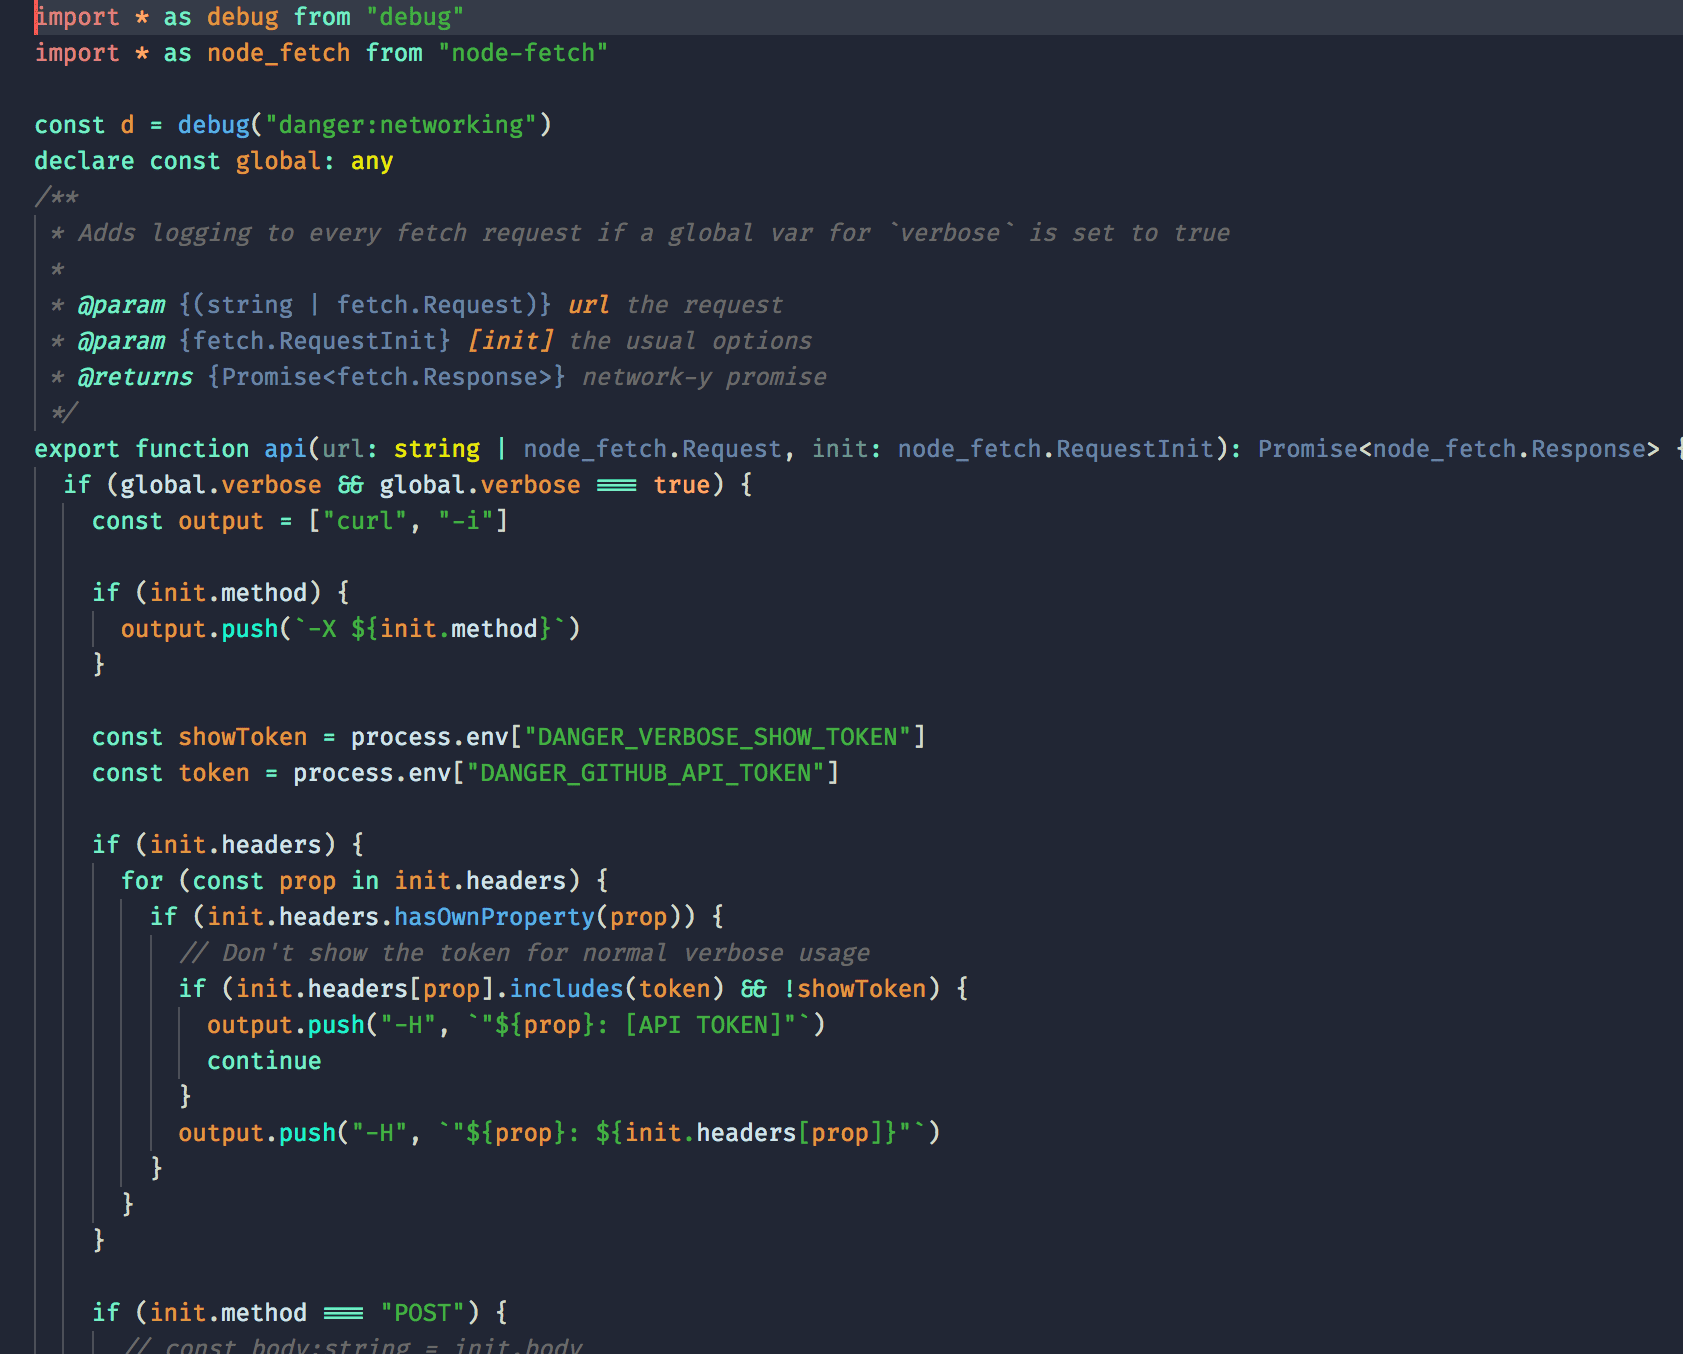 import * as debug from "debug"
import * as node_fetch from "node-fetch"
const d = debug("danger:networking")
declare const global: any
/**
* Adds logging to every fetch request if a global var for `verbose` is set to true
*
* @param {(string | fetch.Request)} url the request
* @param {fetch.RequestInit} [init] the usual options
* @returns {Promise<fetch.Response>} network-y promise
*/
export function api(url: string | node_fetch.Request, init: node_fetch.RequestInit): Promise<node_fetch.Response> {
if (global.verbose && global.verbose === true) {
const output = ["curl", "-i"]
if (init.method) {
output.push(`-X ${init.method}`)
}
const showToken = process.env["DANGER_VERBOSE_SHOW_TOKEN"]
const token = process.env["DANGER_GITHUB_API_TOKEN"]
if (init.headers) {
for (const prop in init.headers) {
if (init.headers.hasOwnProperty(prop)) {
// Don't show the token for normal verbose usage
if (init.headers[prop].includes(token) && !showToken) {
output.push("-H", `"${prop}: [API TOKEN]"`)
continue
}
output.push("-H", `"${prop}: ${init.headers[prop]}"`)
}
}
}
if (init.method === "POST") {
// const body:string = init.body